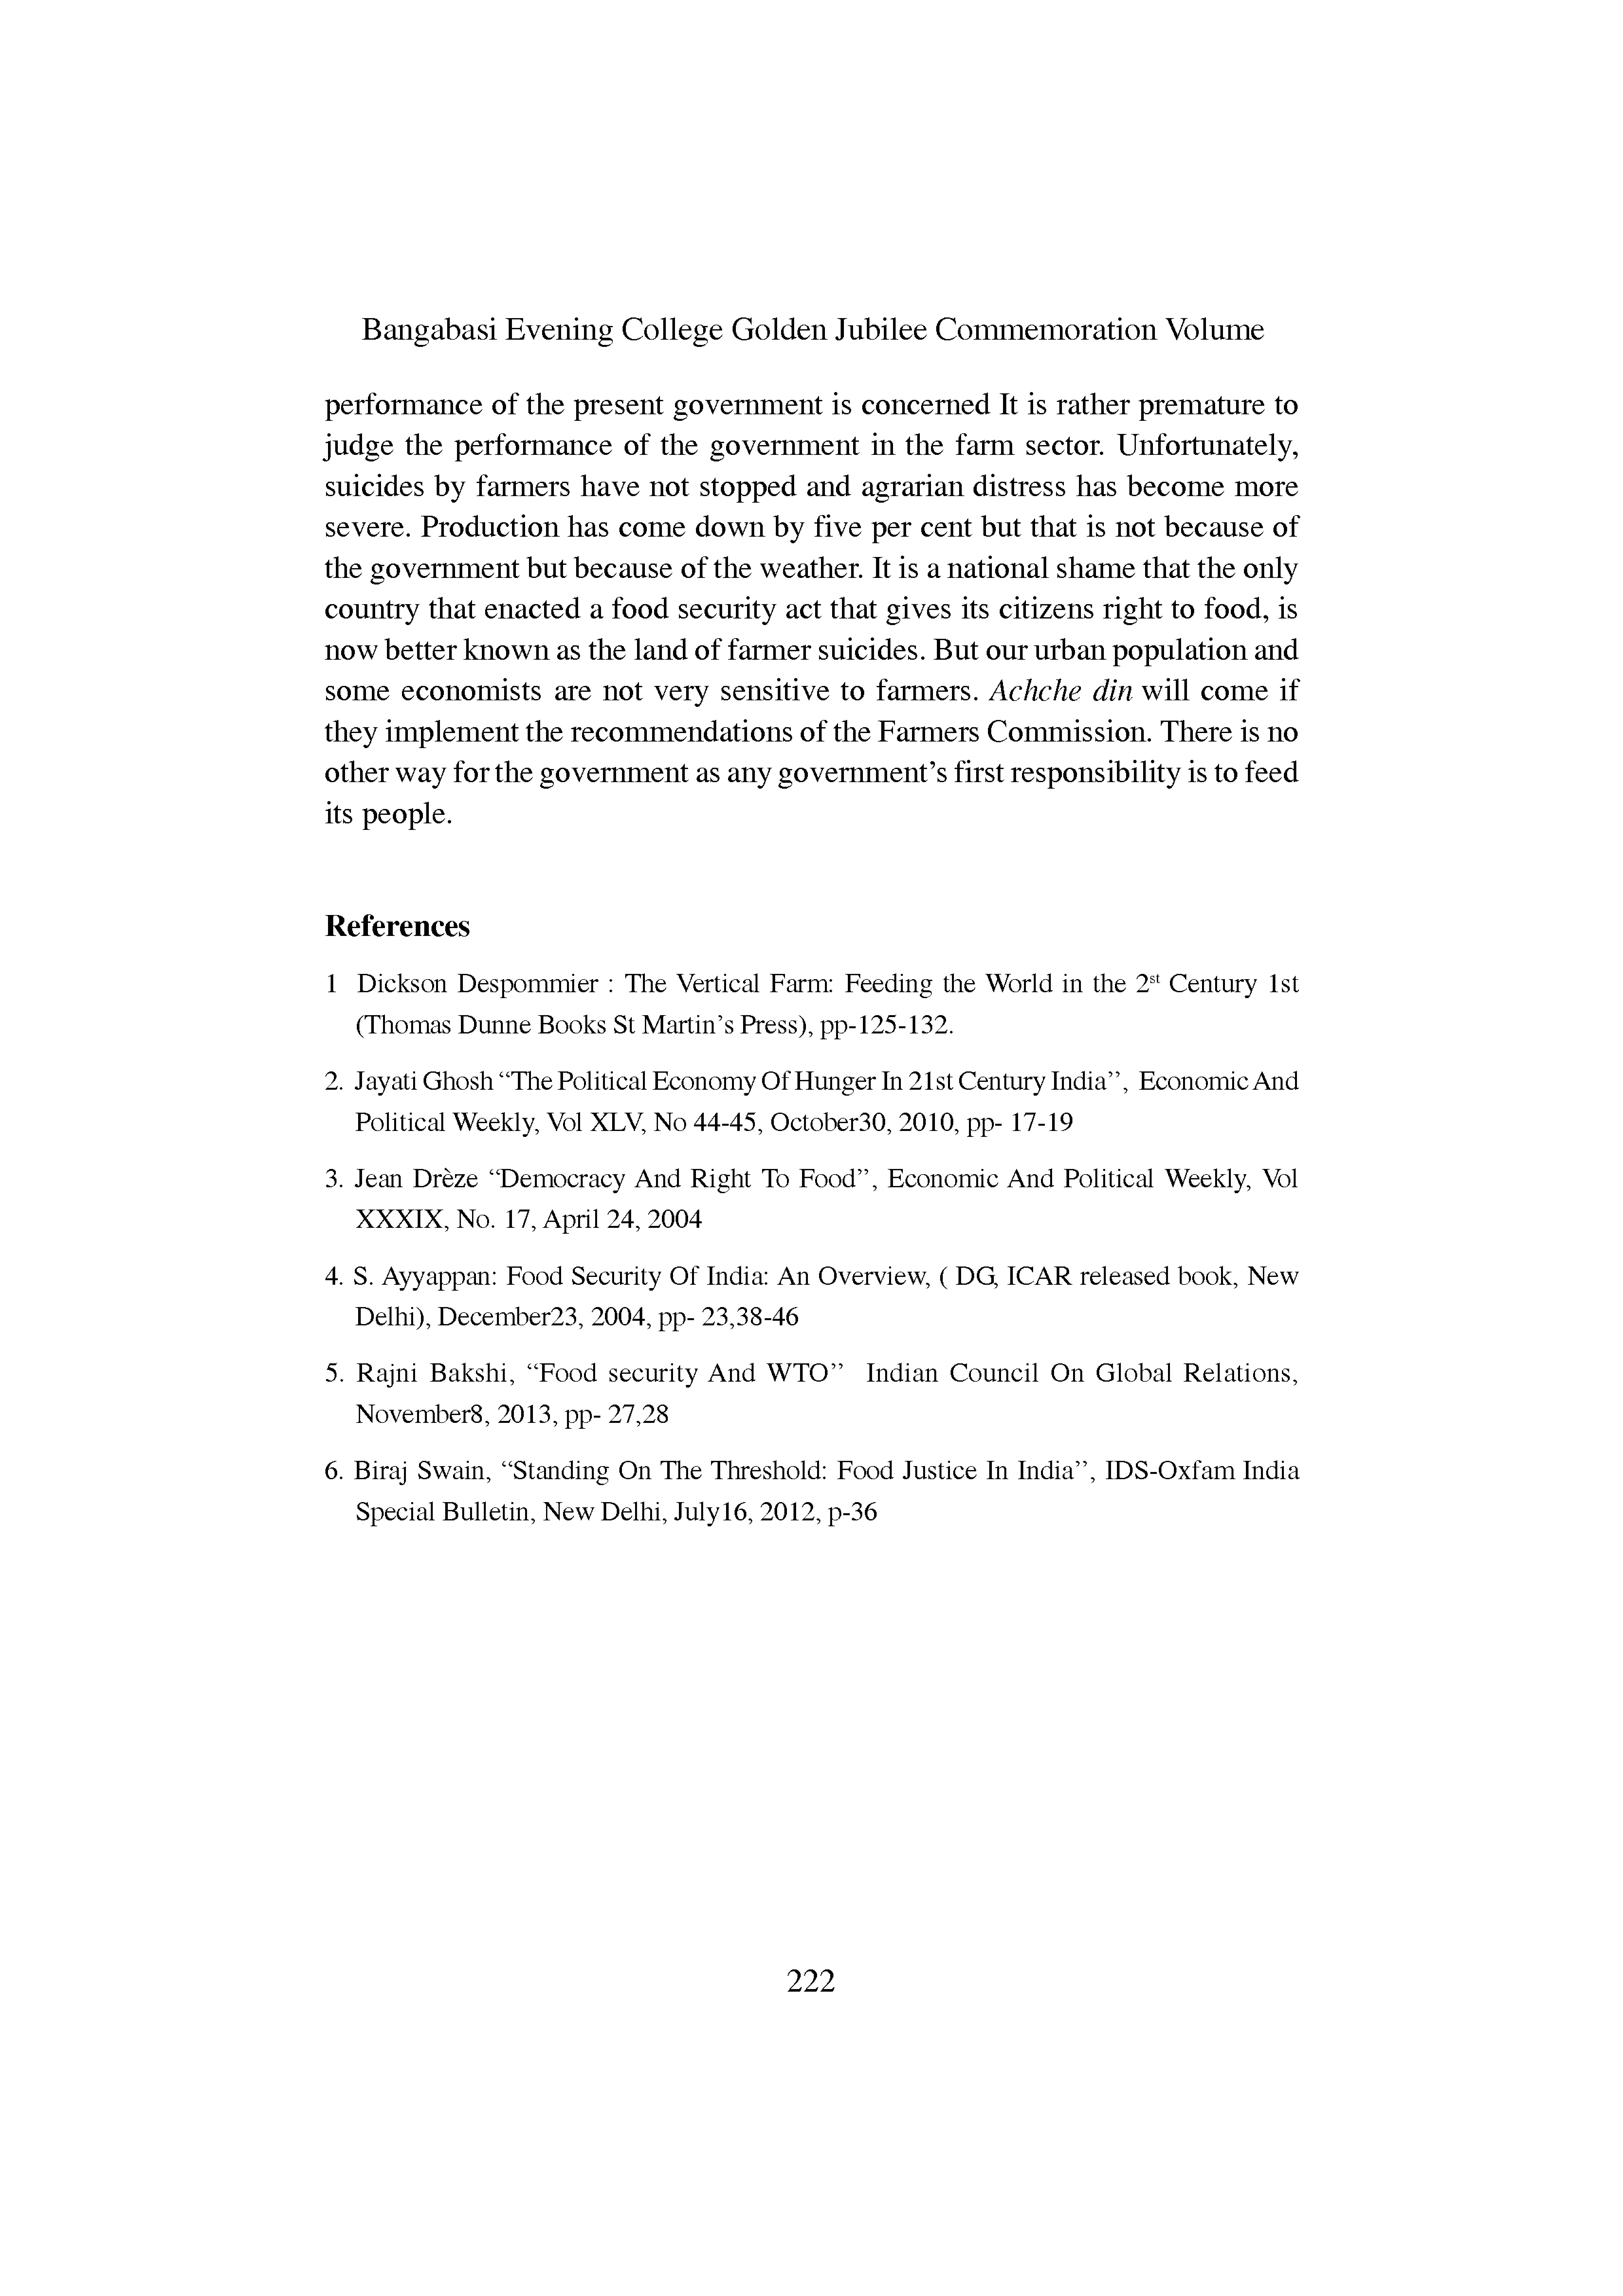 Bangabasi Evening College Golden Jubilee Commemoration Volume
performance of the present government is concerned It is rather premature to
judge the performance of the government in the farm sector. Unfortunately,
suicides by farmers have not stopped and agrarian distress has become more
severe. Production has come down by five per cent but that is not because of
the government but because of the weather. It is a national shame that the only
country that enacted a food security act that gives its citizens right to food, is
now better known as the land of farmer suicides. But our urban population and
some economists are not very sensitive to farmers. Achche din will come if
they implement the recommendations of the Farmers Commission. There is no
other way for the government as any government’s first responsibility is to feed
its people.
References
1 Dickson Despommier : The Vertical Farm: Feeding the World in the 2st Century 1st
(Thomas Dunne Books St Martin’s Press), pp-125-132.
2. Jayati Ghosh “The Political Economy Of Hunger In 21st Century India”, Economic And
Political Weekly, Vol XLV, No 44-45, October30, 2010, pp- 17-19
3. Jean Drèze “Democracy And Right To Food”, Economic And Political Weekly, Vol
XXXIX, No. 17, April 24, 2004
4. S. Ayyappan: Food Security Of India: An Overview, ( DG, ICAR released book, New
Delhi), December23, 2004, pp- 23,38-46
5. Rajni Bakshi, “Food security And WTO” Indian Council On Global Relations,
November8, 2013, pp- 27,28
6. Biraj Swain, “Standing On The Threshold: Food Justice In India”, IDS-Oxfam India
Special Bulletin, New Delhi, July16, 2012, p-36
222